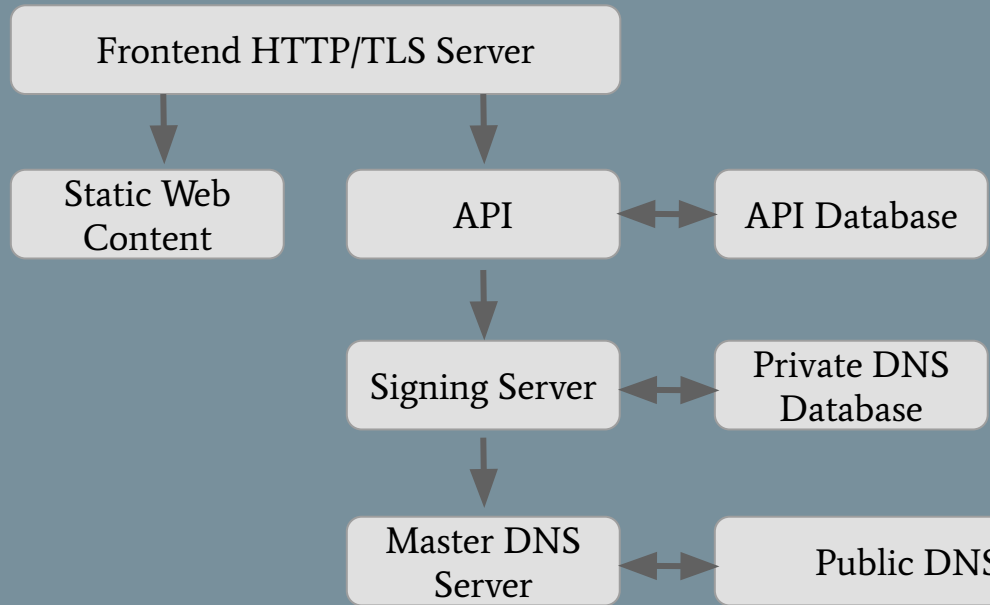 Frontend HTTP/TLS Server
Static Web
Content
API
API Database
Signing Server
Private DNS
Database
Master DNS
Server
Public DNS